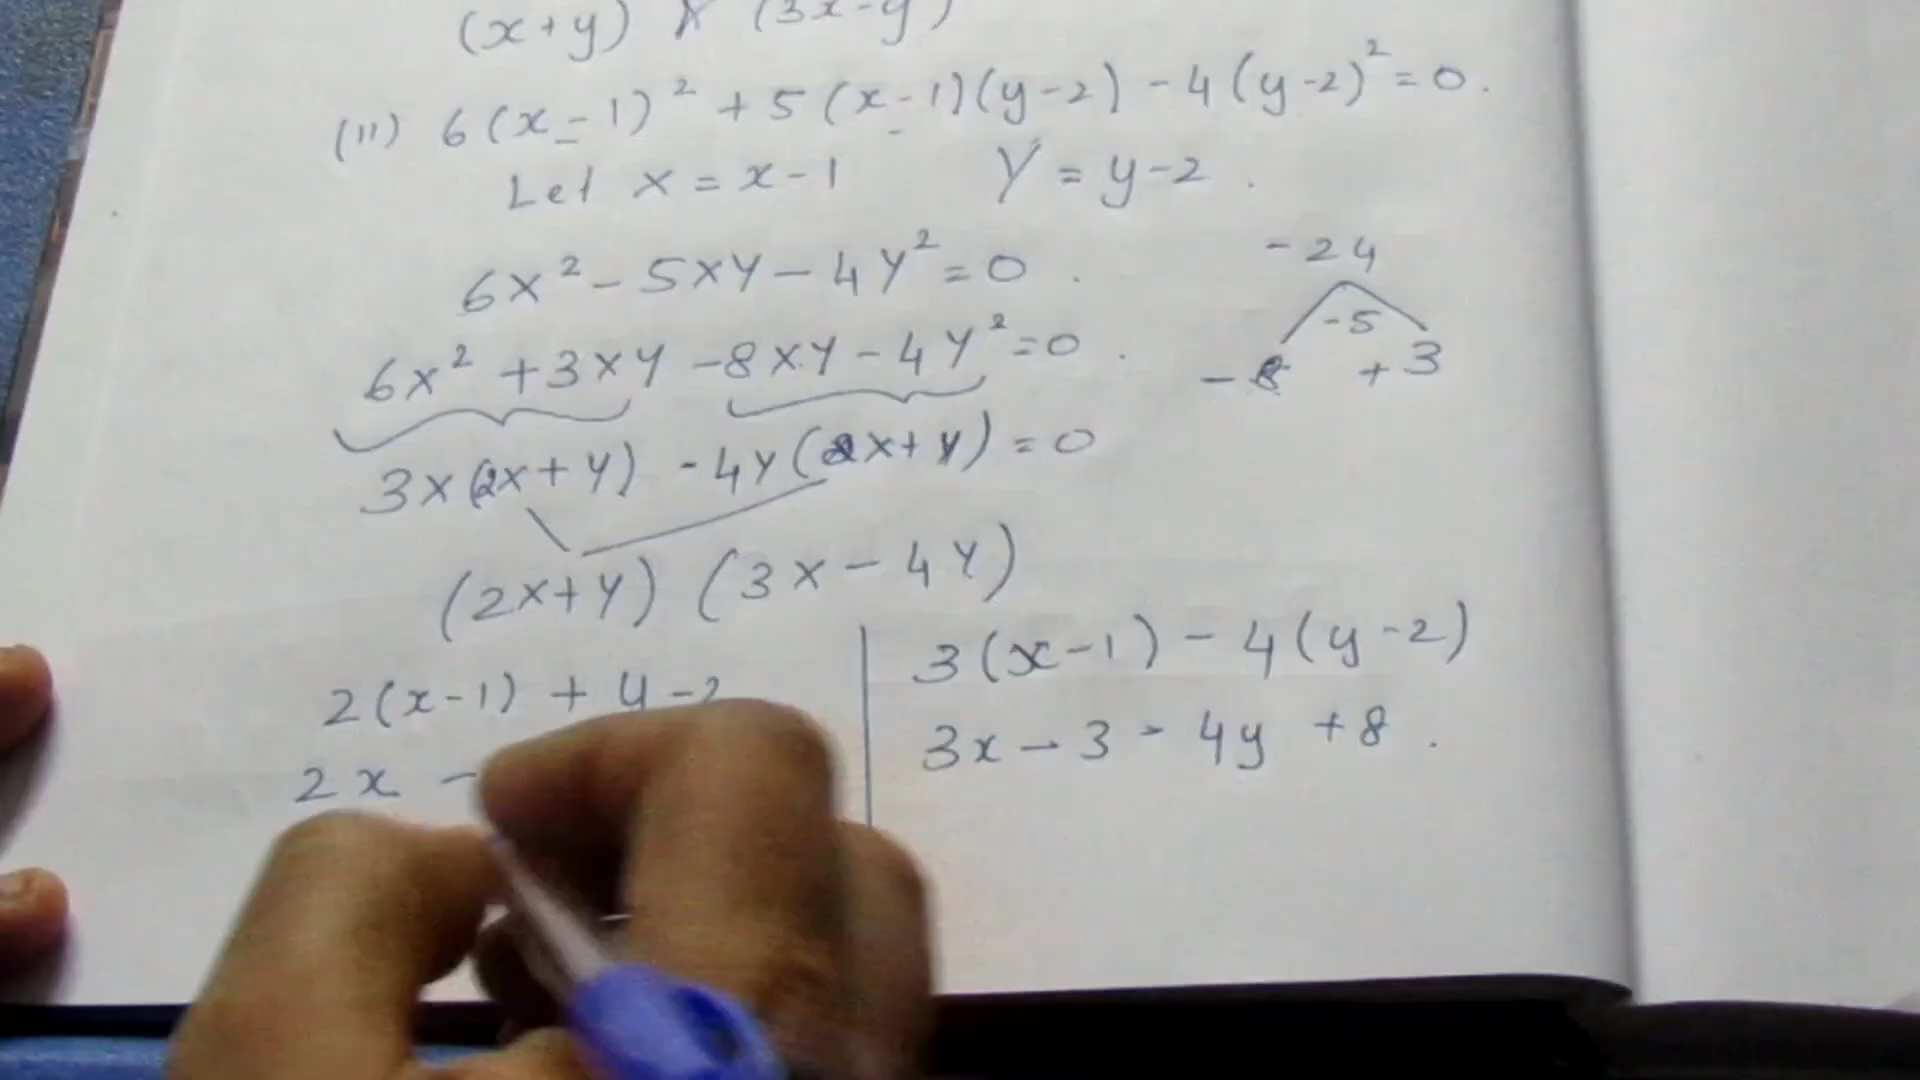 (x+y) (3x-y)
(11) 6(x-1)² + 5(x-1)(y-2) - 4(y-2)² = 0.
Let X = x-1 Y = y-2.
6X² - 5XY - 4Y² = 0.
-24
-5
-8 +3
6X² + 3XY - 8XY - 4Y² = 0.
3X(2X+Y) - 4Y(2X+Y) = 0
(2X+Y) (3X-4Y)
2(x-1) + y-2
2x -
3(x-1) - 4(y-2)
3x - 3 - 4y + 8.